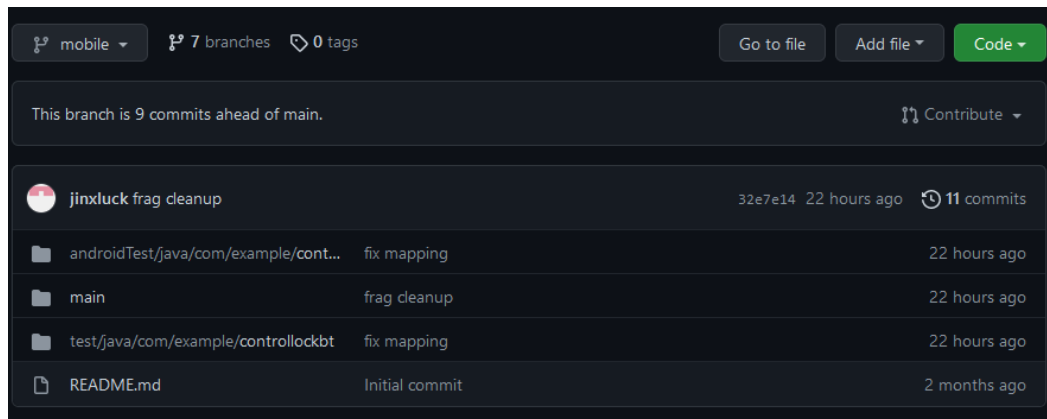 mobile 7 branches 0 tags Go to file Add file Code
This branch is 9 commits ahead of main. Contribute
jinxluck frag cleanup 32e7e14 22 hours ago 11 commits
androidTest/java/com/example/cont... fix mapping 22 hours ago
main frag cleanup 22 hours ago
test/java/com/example/controllockbt fix mapping 22 hours ago
README.md Initial commit 2 months ago